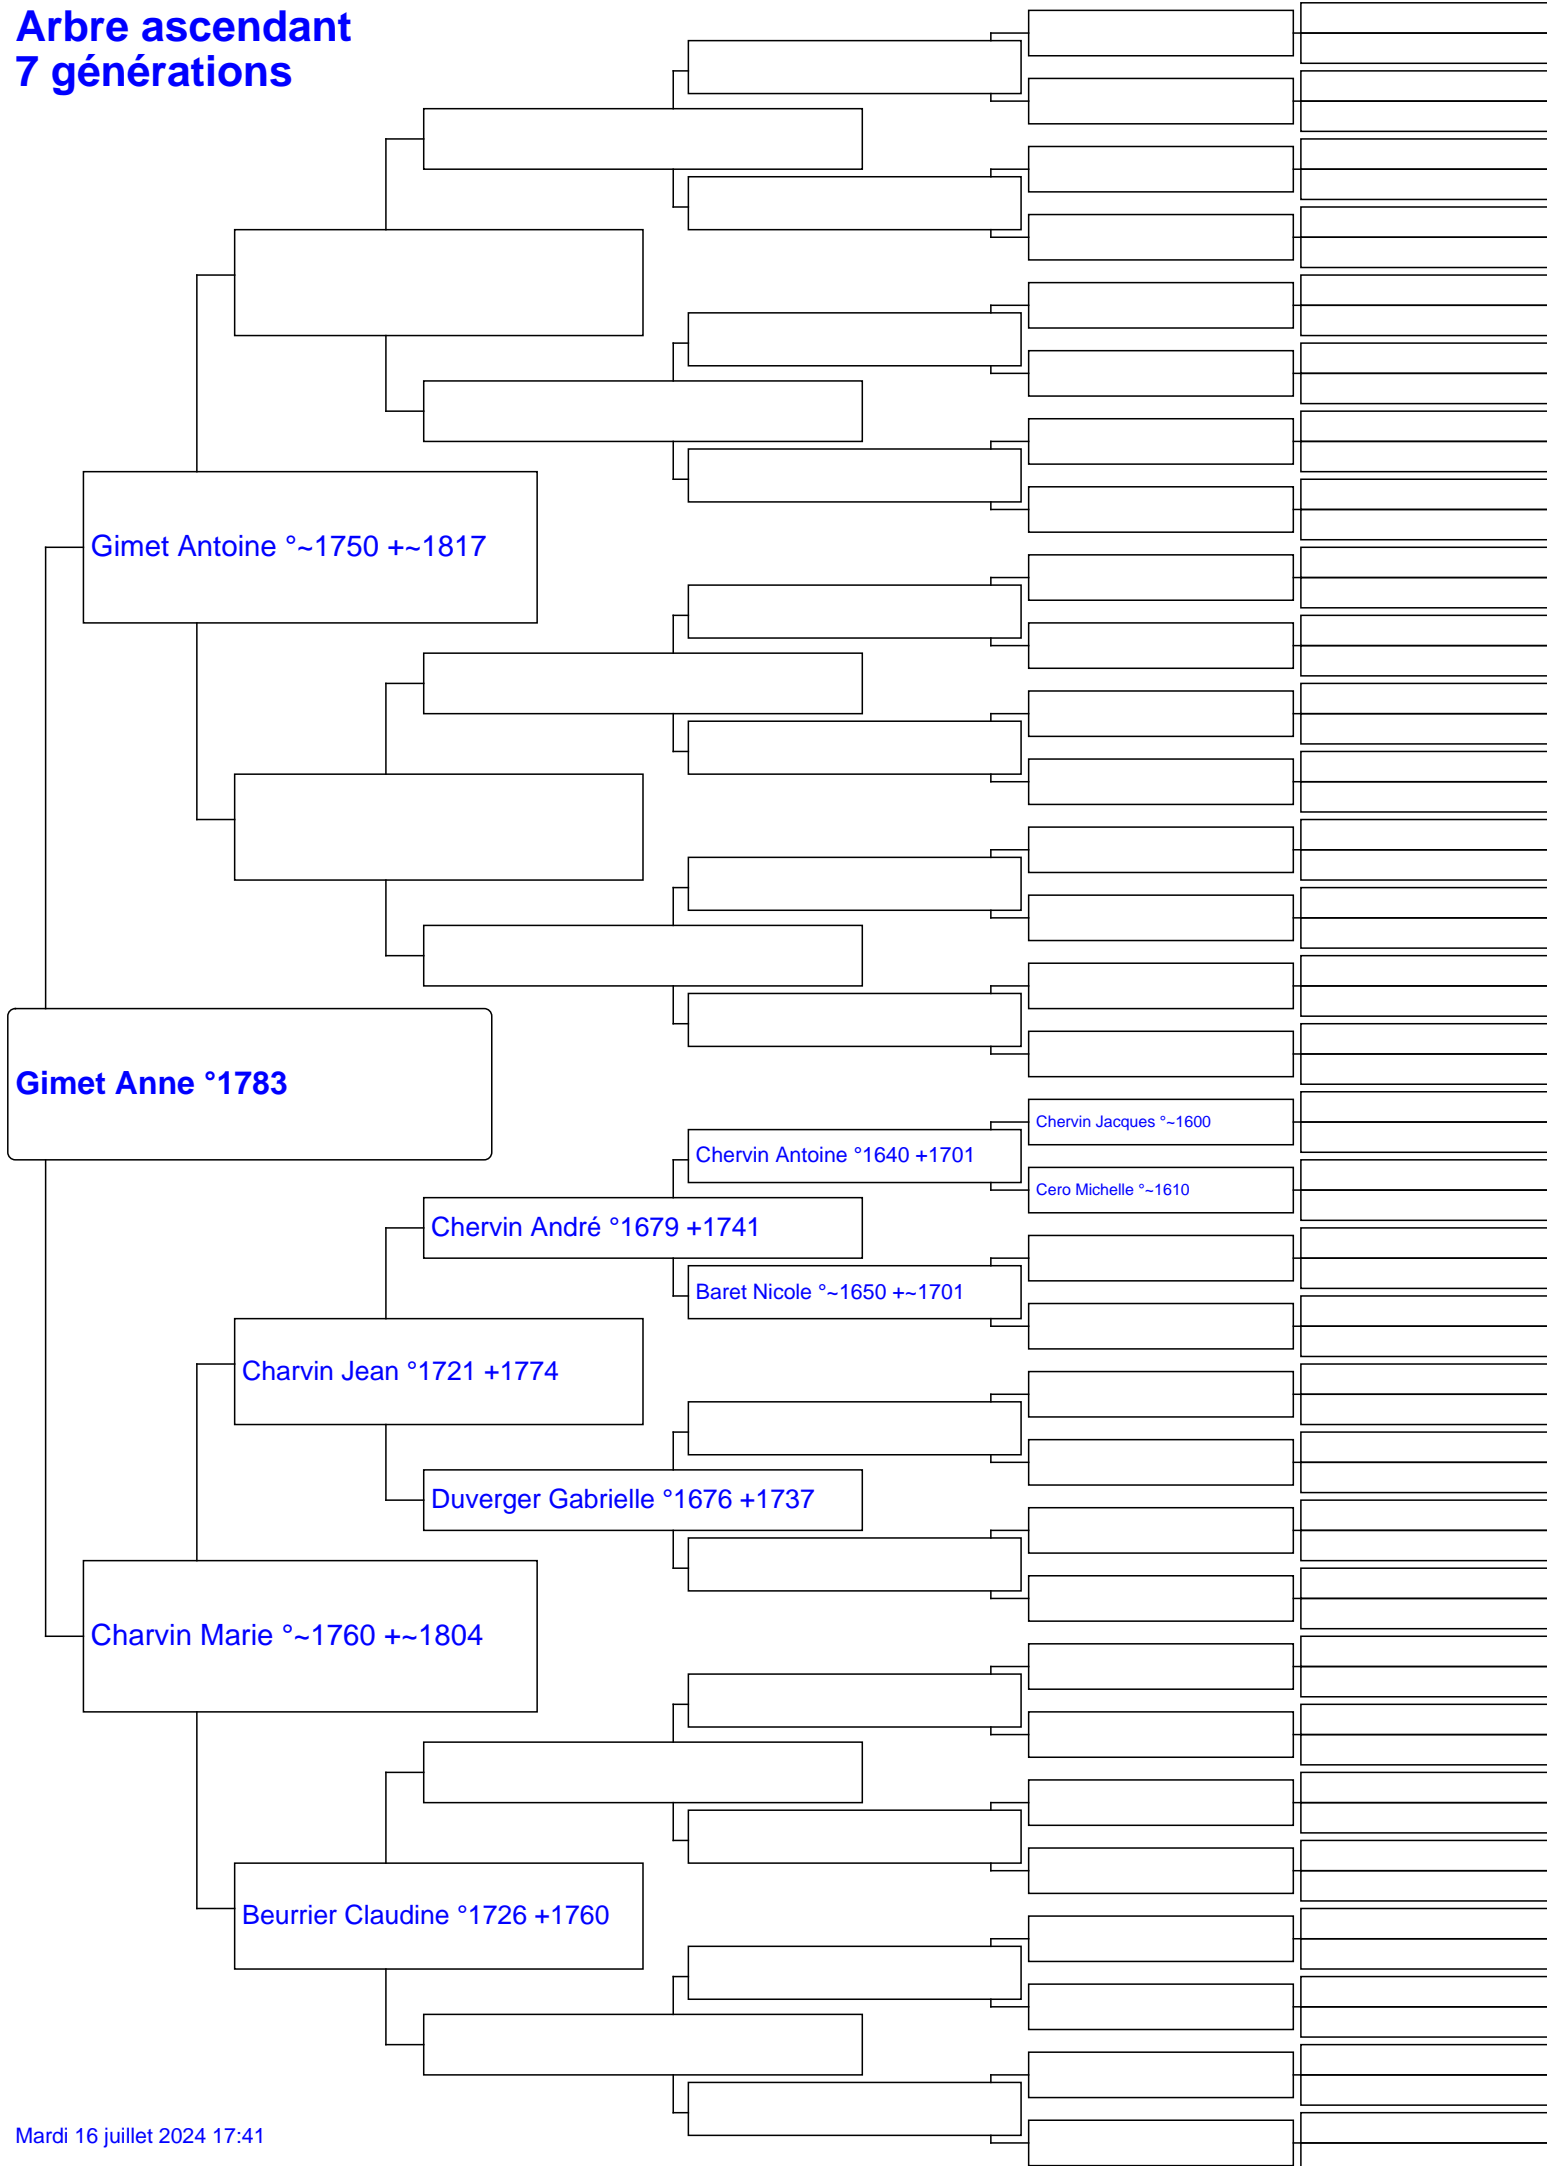 Arbre ascendant
7 générations
Gimet Antoine °~1750 +~1817
Gimet Anne °1783
Chervin Jacques °~1600
Chervin Antoine °1640 +1701
Cero Michelle °~1610
Chervin André °1679 +1741
Baret Nicole °~1650 +~1701
Charvin Jean °1721 +1774
Duverger Gabrielle °1676 +1737
Charvin Marie °~1760 +~1804
Beurrier Claudine °1726 +1760
Mardi 16 juillet 2024 17:41